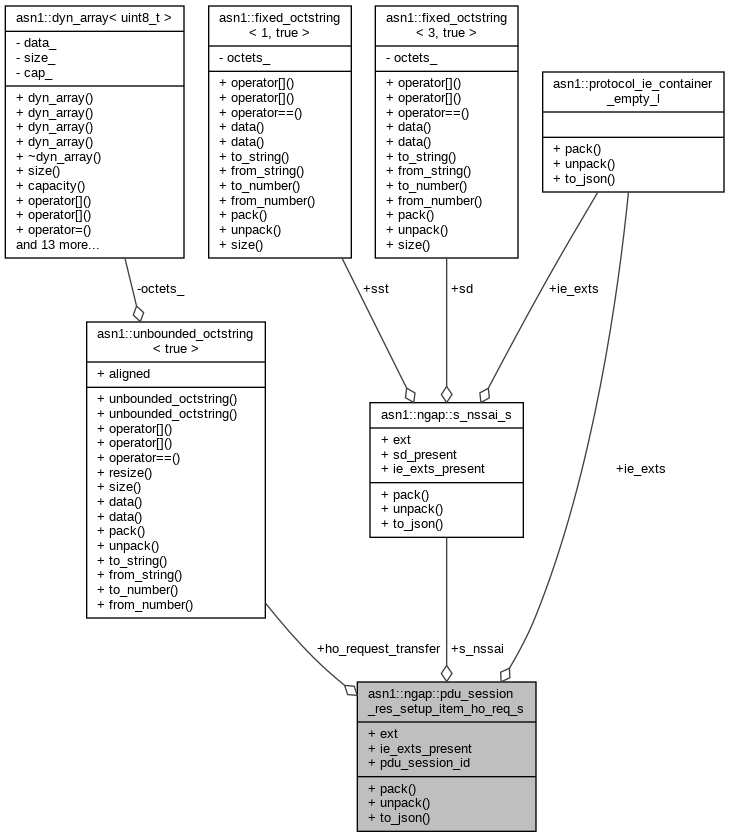 asn1::dyn_array< uint8_t >
- data_
- size_
- cap_
+ dyn_array()
+ dyn_array()
+ dyn_array()
+ dyn_array()
+ ~dyn_array()
+ size()
+ capacity()
+ operator[]()
+ operator[]()
+ operator=()
and 13 more...
asn1::fixed_octstring
< 1, true >
- octets_
+ operator[]()
+ operator[]()
+ operator==()
+ data()
+ data()
+ to_string()
+ from_string()
+ to_number()
+ from_number()
+ pack()
+ unpack()
+ size()
asn1::fixed_octstring
< 3, true >
- octets_
+ operator[]()
+ operator[]()
+ operator==()
+ data()
+ data()
+ to_string()
+ from_string()
+ to_number()
+ from_number()
+ pack()
+ unpack()
+ size()
asn1::protocol_ie_container
_empty_l
+ pack()
+ unpack()
+ to_json()
-octets_
+sst
+sd
+ie_exts
asn1::unbounded_octstring
< true >
+ aligned
+ unbounded_octstring()
+ unbounded_octstring()
+ operator[]()
+ operator[]()
+ operator==()
+ resize()
+ size()
+ data()
+ data()
+ pack()
+ unpack()
+ to_string()
+ from_string()
+ to_number()
+ from_number()
asn1::ngap::s_nssai_s
+ ext
+ sd_present
+ ie_exts_present
+ pack()
+ unpack()
+ to_json()
+ie_exts
+ho_request_transfer
+s_nssai
asn1::ngap::pdu_session
_res_setup_item_ho_req_s
+ ext
+ ie_exts_present
+ pdu_session_id
+ pack()
+ unpack()
+ to_json()